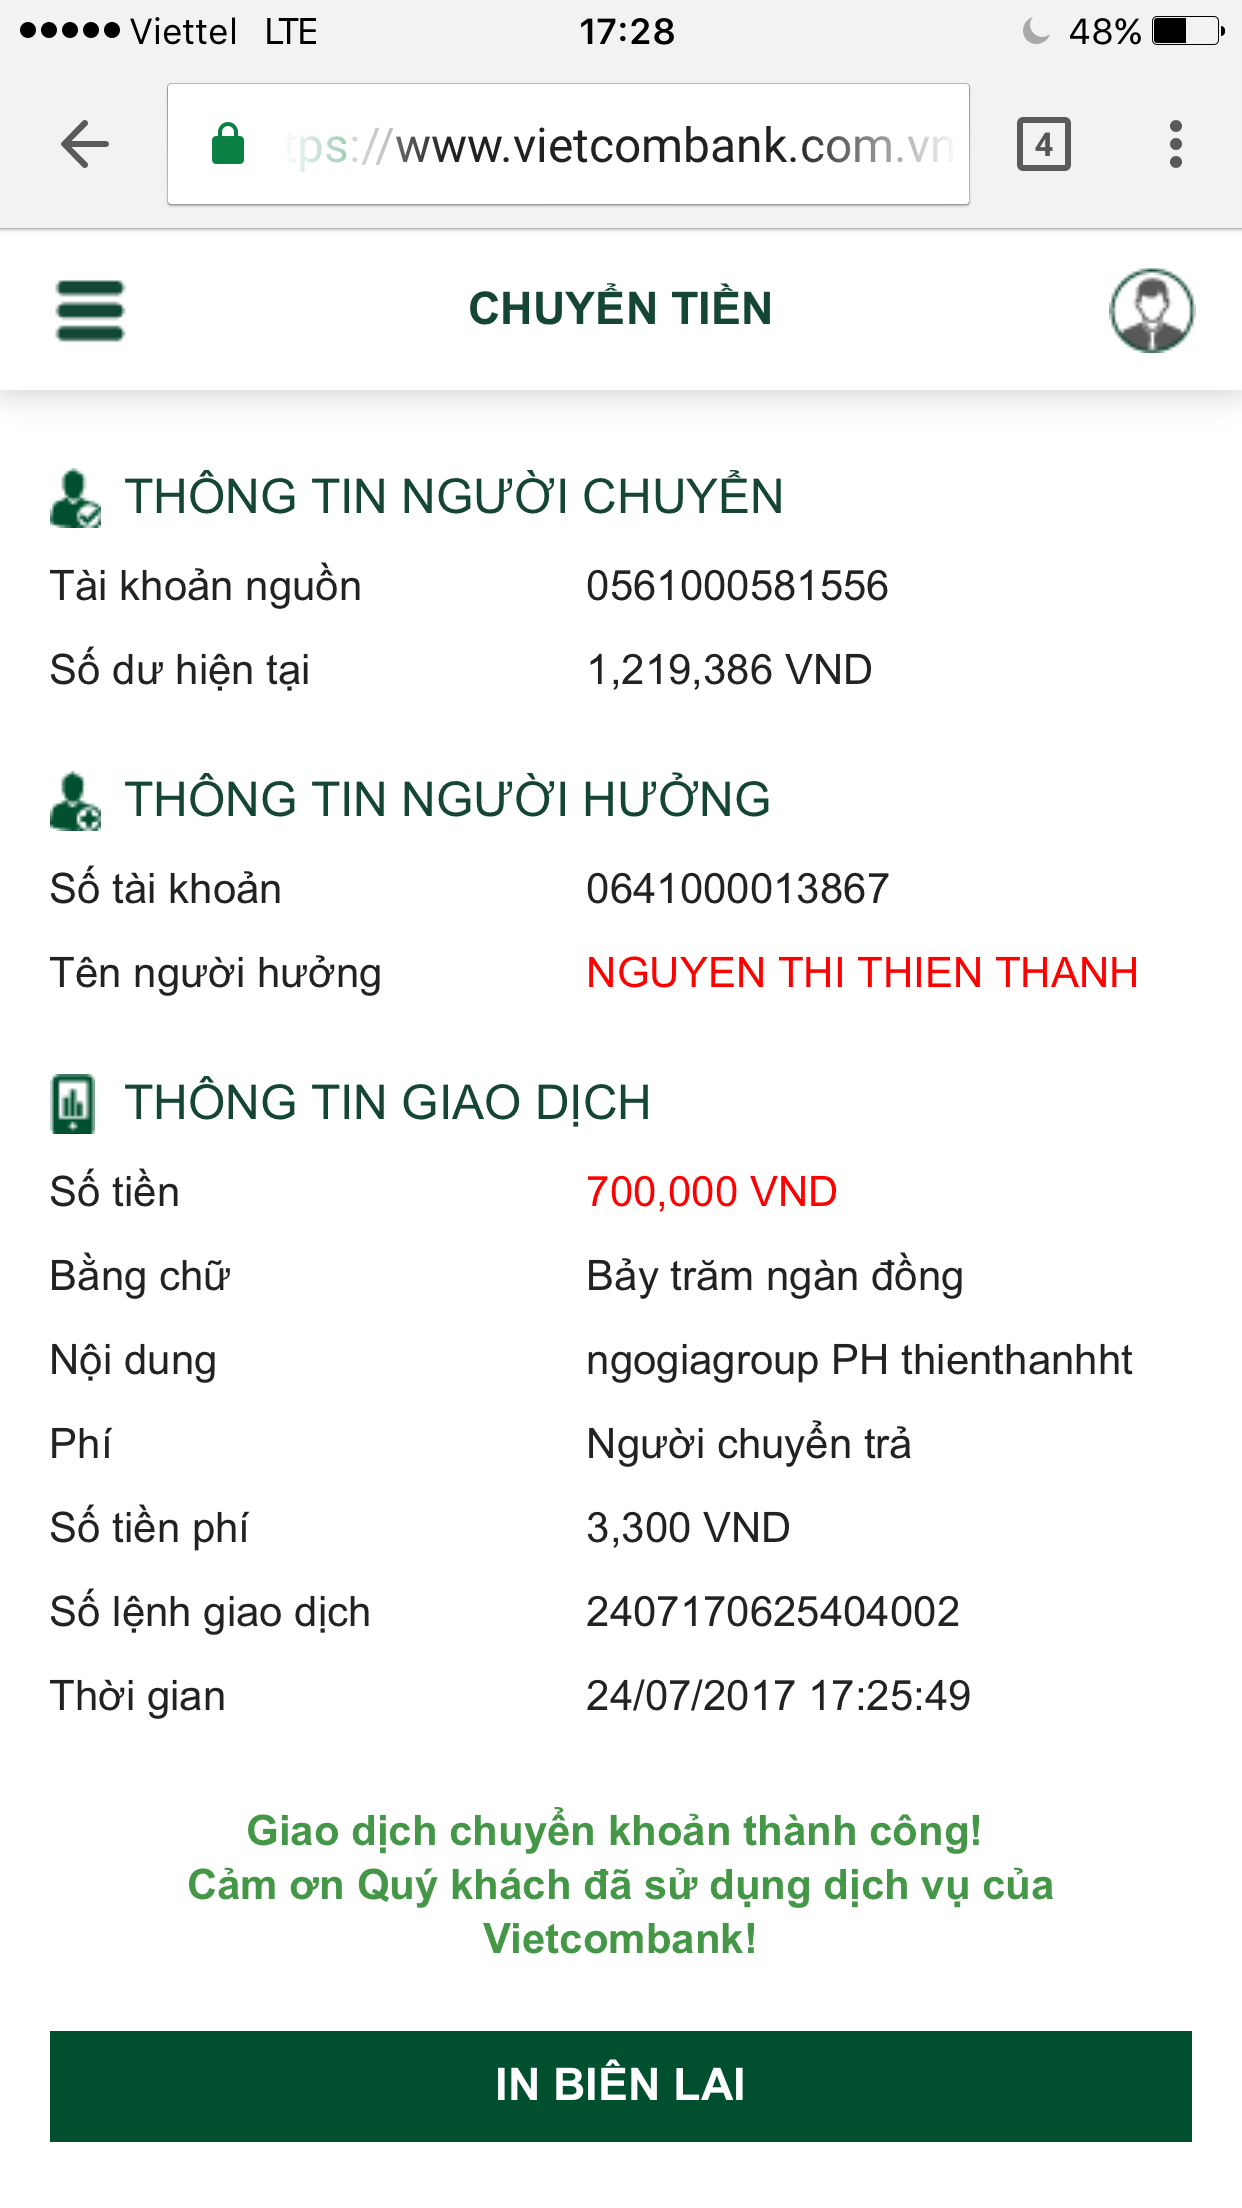 Viettel LTE 17:28 48%
tps://www.vietcombank.com.vn 4
CHUYỂN TIỀN
THÔNG TIN NGƯỜI CHUYỂN
Tài khoản nguồn 0561000581556
Số dư hiện tại 1,219,386 VND
THÔNG TIN NGƯỜI HƯỞNG
Số tài khoản 0641000013867
Tên người hưởng NGUYEN THI THIEN THANH
THÔNG TIN GIAO DỊCH
Số tiền 700,000 VND
Bằng chữ Bảy trăm ngàn đồng
Nội dung ngogiagroup PH thienthanhht
Phí Người chuyển trả
Số tiền phí 3,300 VND
Số lệnh giao dịch 2407170625404002
Thời gian 24/07/2017 17:25:49
Giao dịch chuyển khoản thành công!
Cảm ơn Quý khách đã sử dụng dịch vụ của
Vietcombank!
IN BIÊN LAI